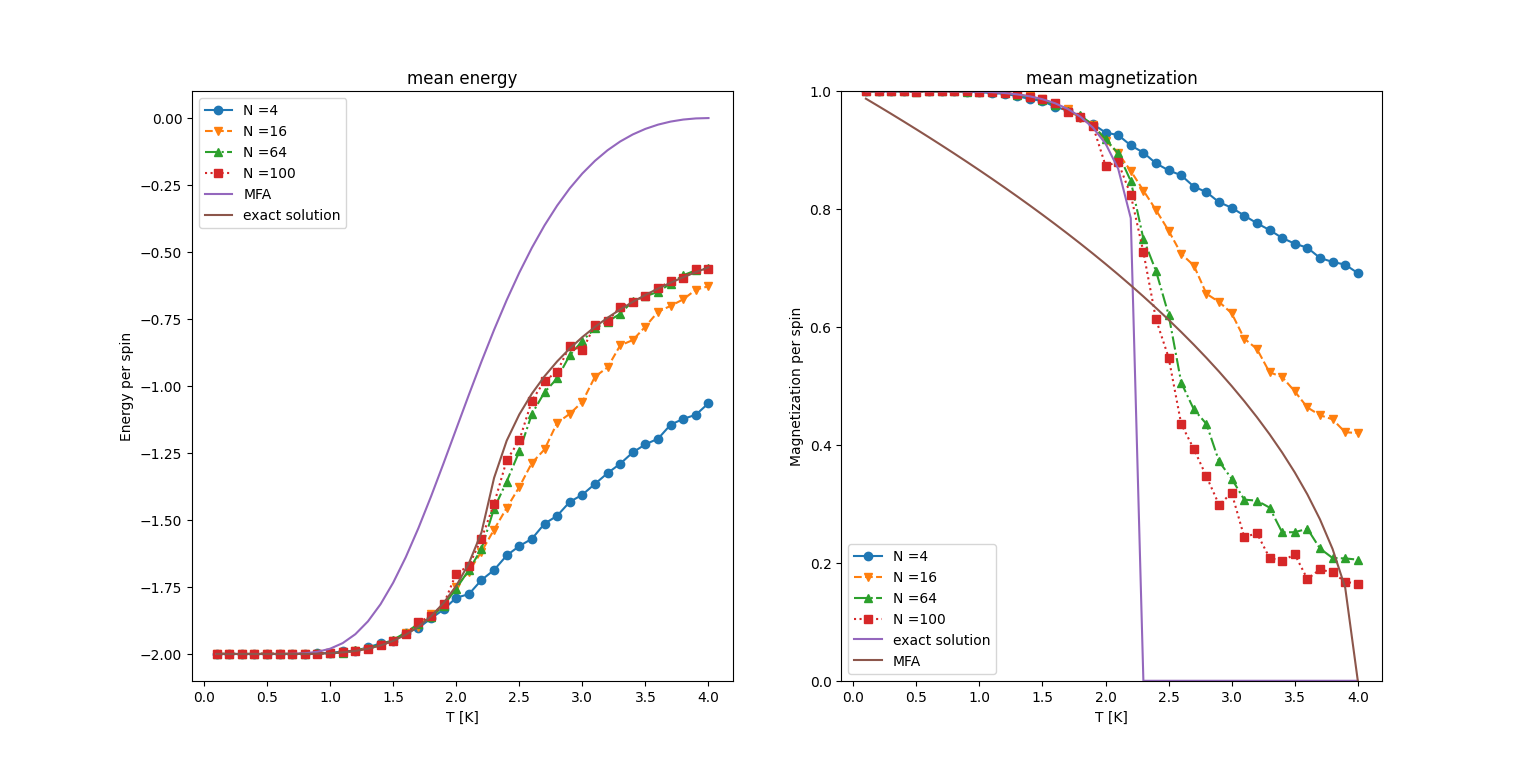 mean energy
N =4
N =16
N =64
N =100
MFA
exact solution
Energy per spin
0.00
−0.25
−0.50
−0.75
−1.00
−1.25
−1.50
−1.75
−2.00
0.0 0.5 1.0 1.5 2.0 2.5 3.0 3.5 4.0
T [K]
mean magnetization
Magnetization per spin
1.0
0.8
0.6
0.4
0.2
0.0
N =4
N =16
N =64
N =100
exact solution
MFA
0.0 0.5 1.0 1.5 2.0 2.5 3.0 3.5 4.0
T [K]